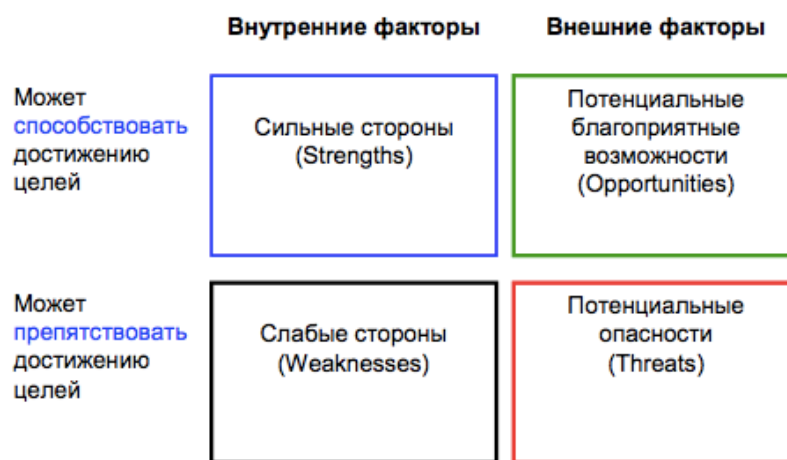 Внутренние факторы
Внешние факторы
Может
способствовать
достижению
целей
Сильные стороны
(Strengths)
Потенциальные
благоприятные
возможности
(Opportunities)
Может
препятствовать
достижению
целей
Слабые стороны
(Weaknesses)
Потенциальные
опасности
(Threats)